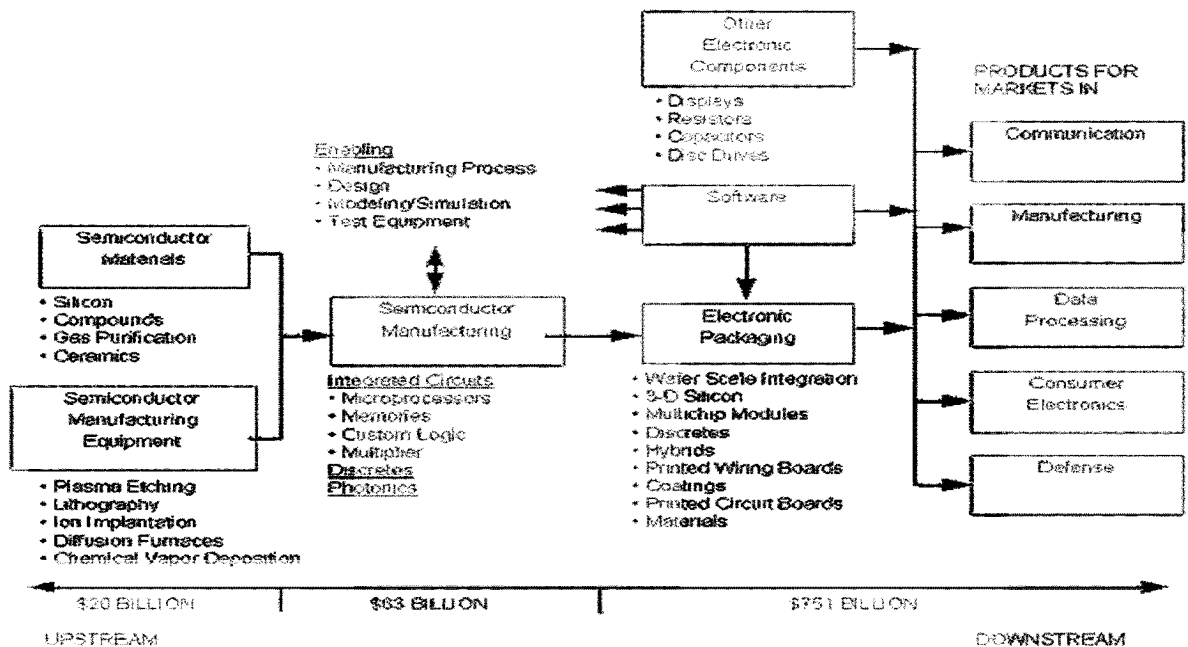 Other
Electronic
Components
• Displays
• Resistors
• Capacitors
• Disc Drives
PRODUCTS FOR
MARKETS IN
Communication
Manufacturing
Data
Processing
Consumer
Electronics
Defense
Enabling
• Manufacturing Process
• Design
• Modeling/Simulation
• Test Equipment
Software
Semiconductor
Materials
• Silicon
• Compounds
• Gas Purification
• Ceramics
Semiconductor
Manufacturing
Equipment
• Plasma Etching
• Lithography
• Ion Implantation
• Diffusion Furnaces
• Chemical Vapor Deposition
Semiconductor
Manufacturing
Integrated Circuits
• Microprocessors
• Memories
• Custom Logic
• Multiplier
Discretes
Photonics
Electronic
Packaging
• Wafer Scale Integration
• 3-D Silicon
• Multichip Modules
• Discretes
• Hybrids
• Printed Wiring Boards
• Coatings
• Printed Circuit Boards
• Materials
$20 BILLION
$63 BILLION
$751 BILLION
UPSTREAM
DOWNSTREAM